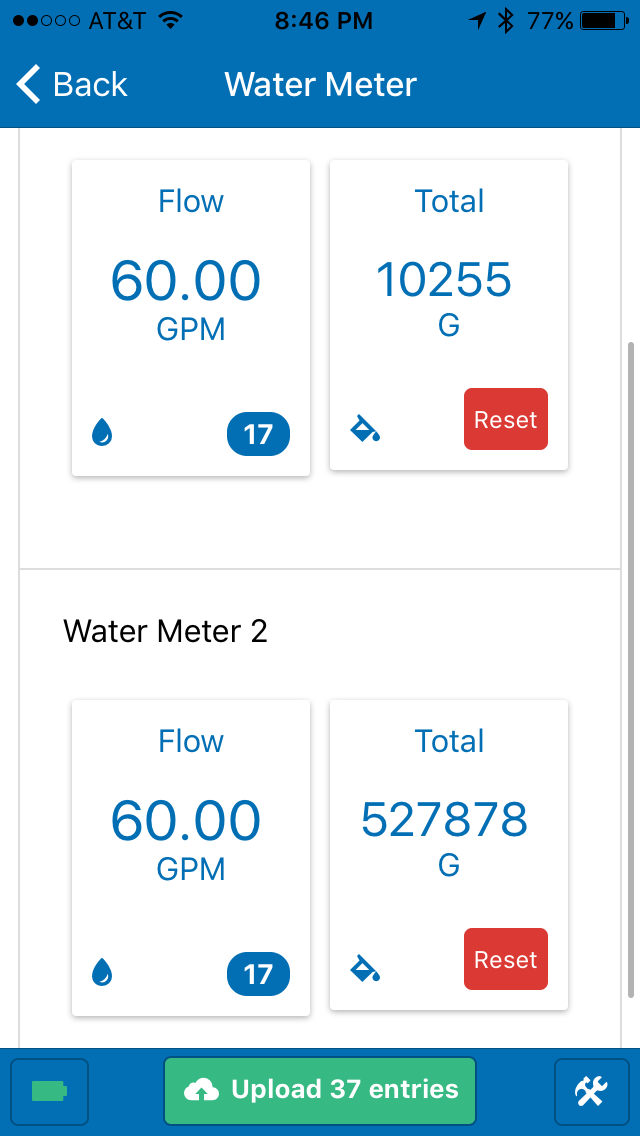 AT&T 8:46 PM 77%
Back Water Meter
Flow Total
60.00 10255
GPM G
17 Reset
Water Meter 2
Flow Total
60.00 527878
GPM G
17 Reset
Upload 37 entries